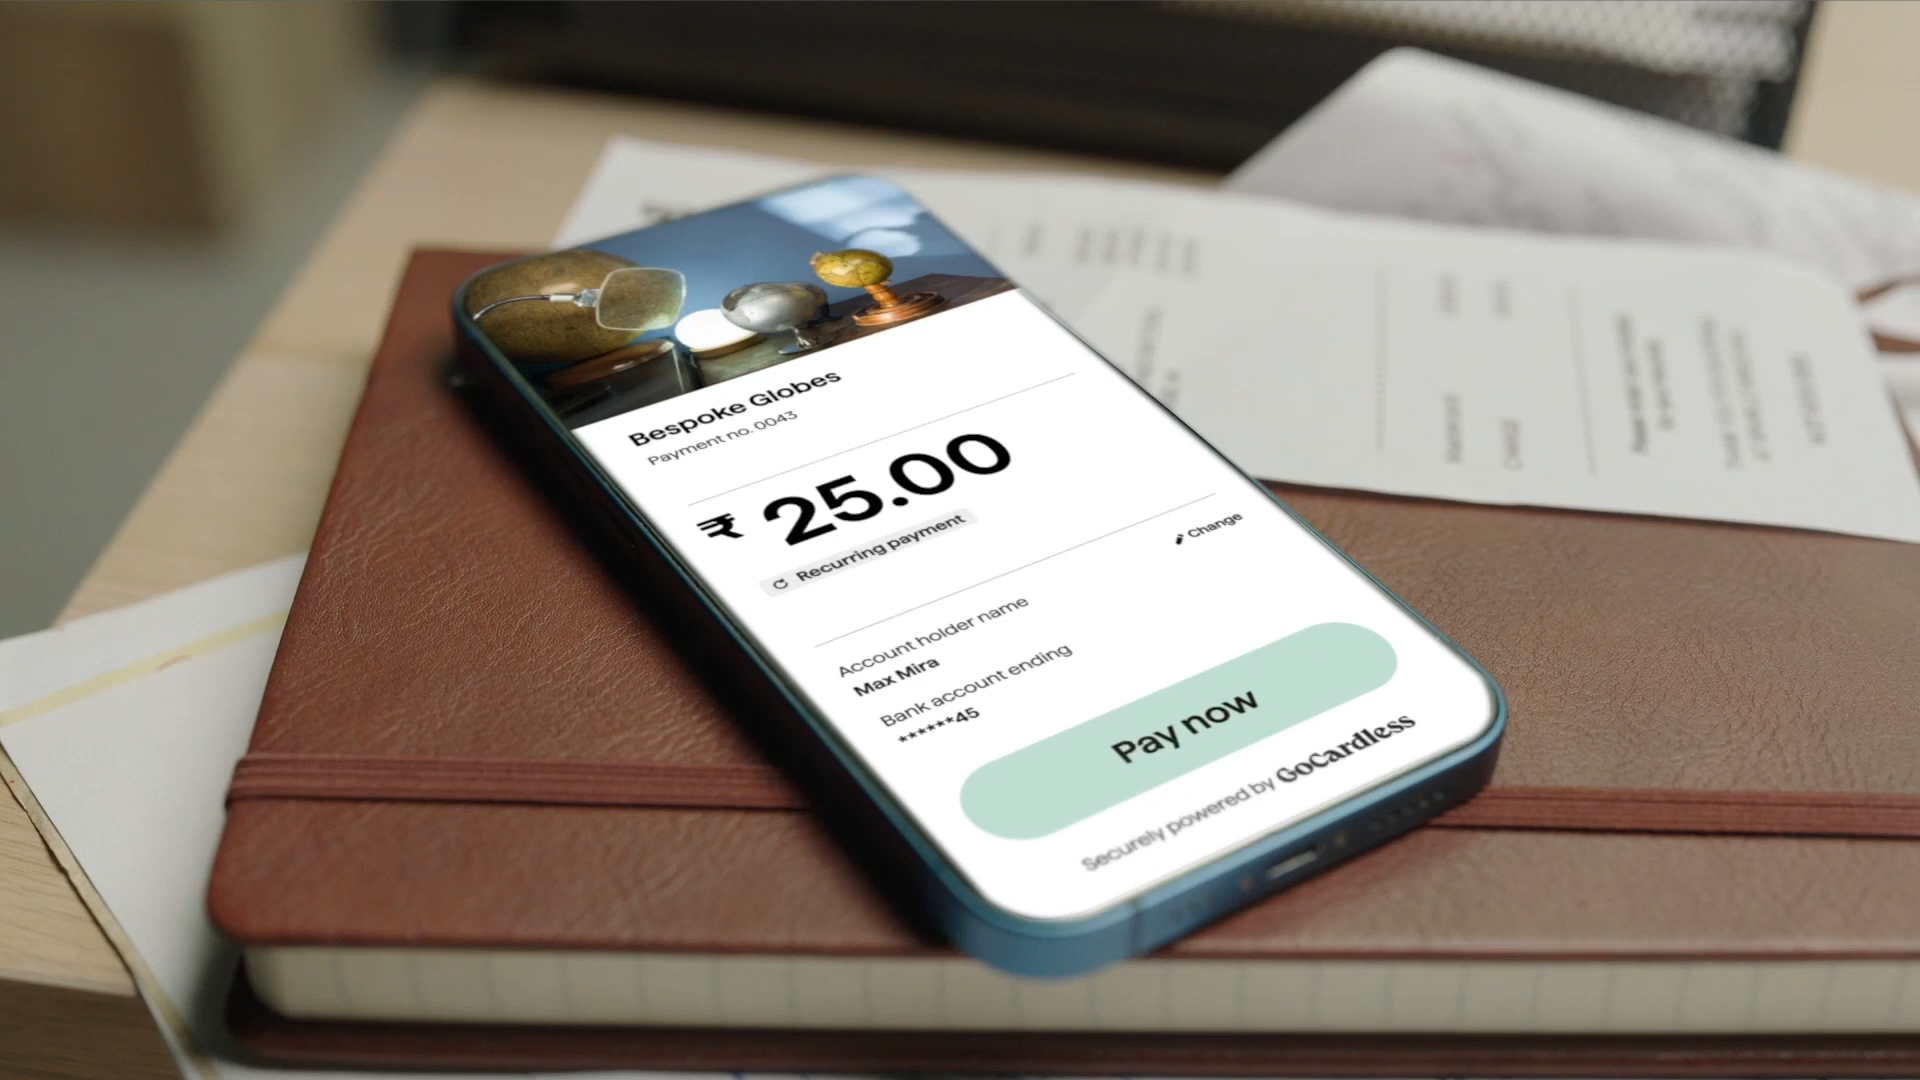 Bespoke Globes
Payment no. 0043
₹ 25.00
Recurring payment
Change
Account holder name
Max Mira
Bank account ending
******45
Pay now
Securely powered by GoCardless